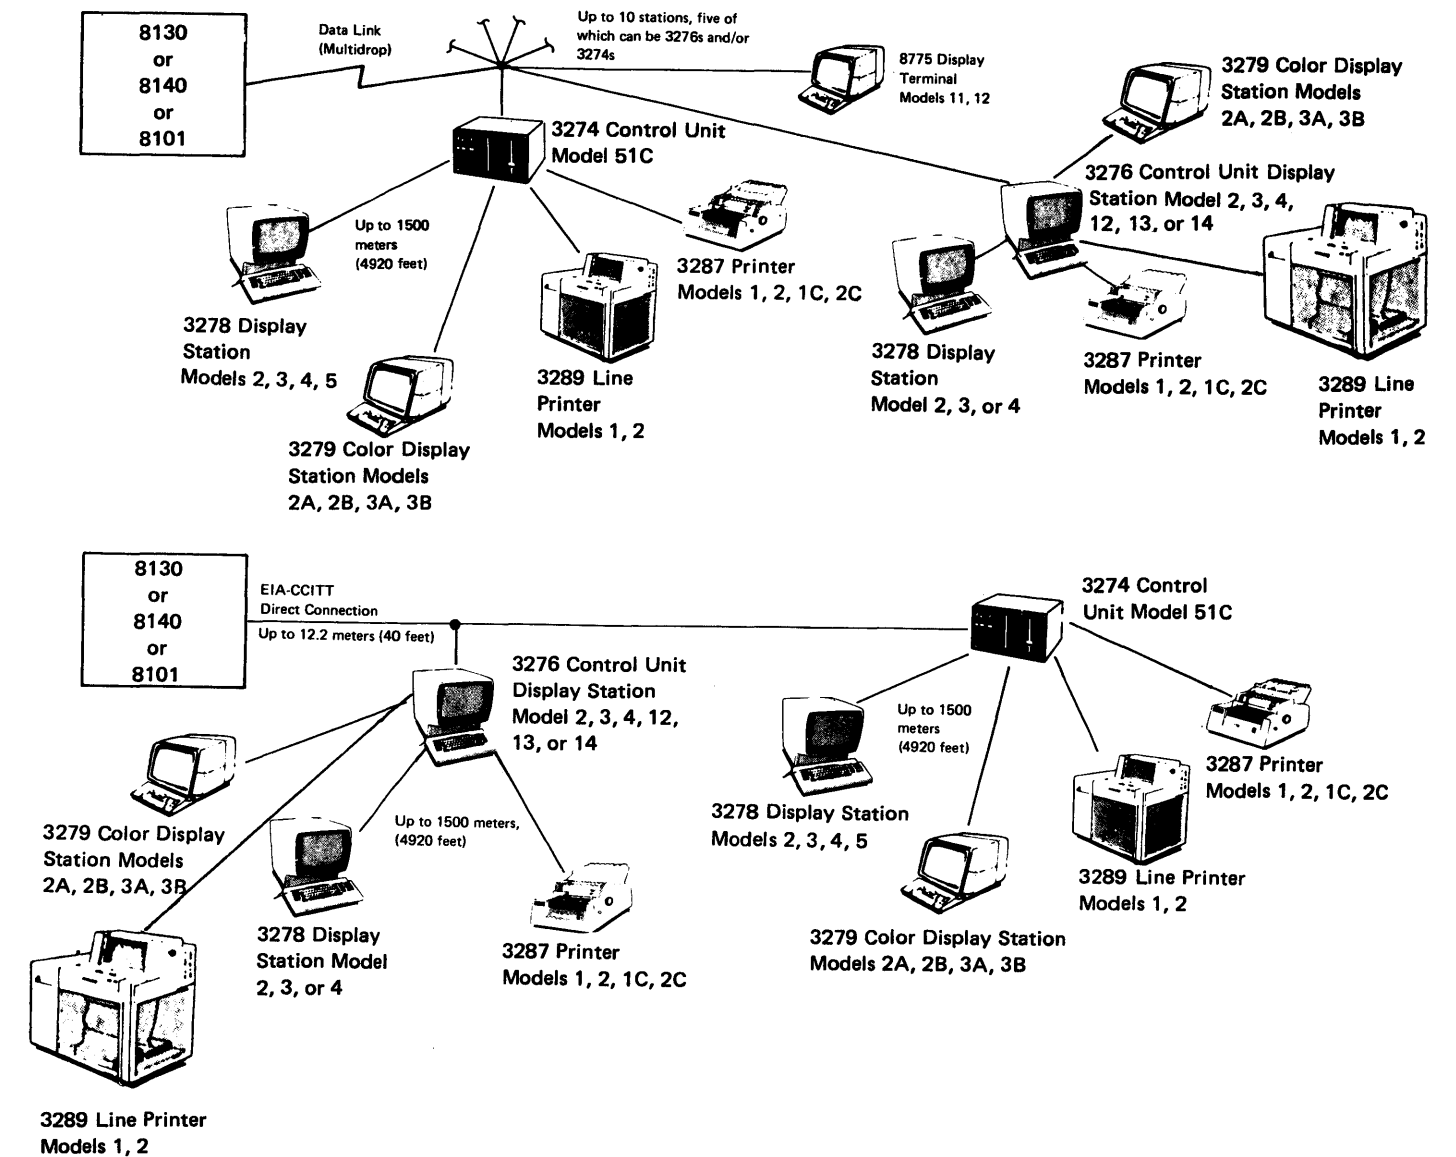 8130
or
8140
or
8101
Data Link
(Multidrop)
Up to 10 stations, five of
which can be 3276s and/or
3274s
8775 Display
Terminal
Models 11, 12
3279 Color Display
Station Models
2A, 2B, 3A, 3B
3274 Control Unit
Model 51C
3276 Control Unit Display
Station Model 2, 3, 4,
12, 13, or 14
Up to 1500
meters
(4920 feet)
3278 Display
Station
Models 2, 3, 4, 5
3279 Color Display
Station Models
2A, 2B, 3A, 3B
3289 Line
Printer
Models 1, 2
3287 Printer
Models 1, 2, 1C, 2C
3278 Display
Station
Model 2, 3, or 4
3287 Printer
Models 1, 2, 1C, 2C
3289 Line
Printer
Models 1, 2
8130
or
8140
or
8101
EIA-CCITT
Direct Connection
Up to 12.2 meters (40 feet)
3276 Control Unit
Display Station
Model 2, 3, 4, 12,
13, or 14
3274 Control
Unit Model 51C
3279 Color Display
Station Models
2A, 2B, 3A, 3B
Up to 1500 meters,
(4920 feet)
3278 Display
Station Model
2, 3, or 4
3287 Printer
Models 1, 2, 1C, 2C
3289 Line Printer
Models 1, 2
Up to 1500
meters
(4920 feet)
3278 Display Station
Models 2, 3, 4, 5
3279 Color Display Station
Models 2A, 2B, 3A, 3B
3289 Line Printer
Models 1, 2
3287 Printer
Models 1, 2, 1C, 2C